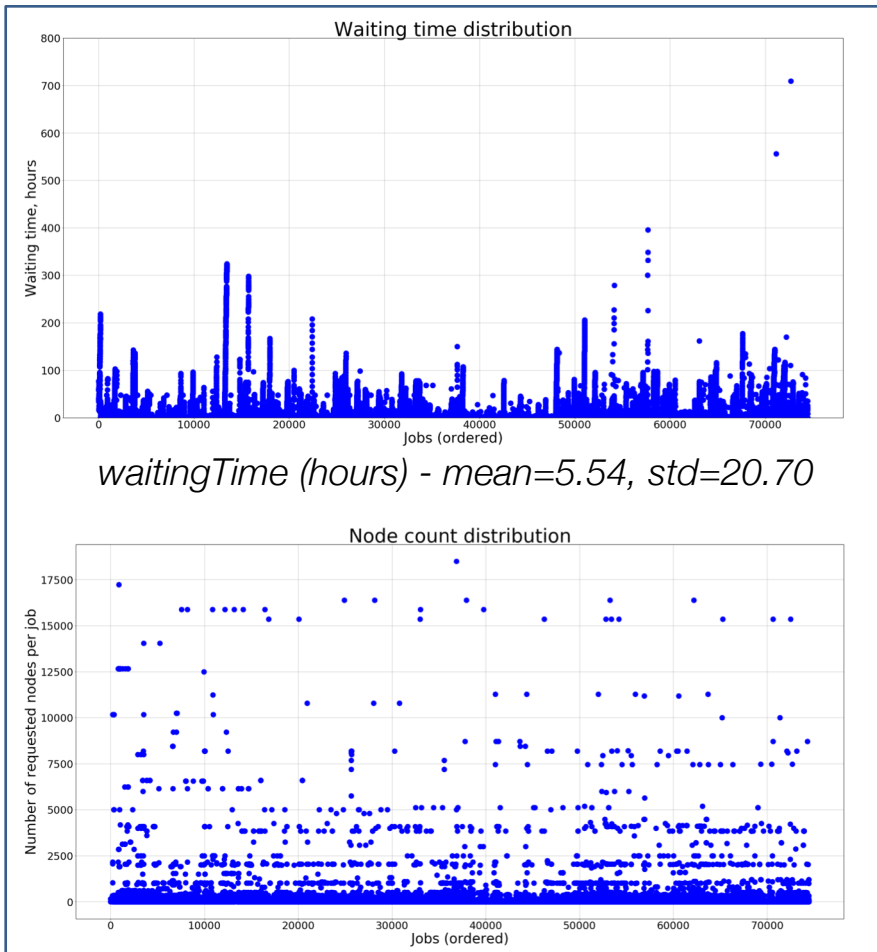 Waiting time distribution
800
700
600
500
400
300
200
100
0
Waiting time, hours
0 10000 20000 30000 40000 50000 60000 70000
Jobs (ordered)
waitingTime (hours) - mean=5.54, std=20.70
Node count distribution
17500
15000
12500
10000
7500
5000
2500
0
Number of requested nodes per job
0 10000 20000 30000 40000 50000 60000 70000
Jobs (ordered)